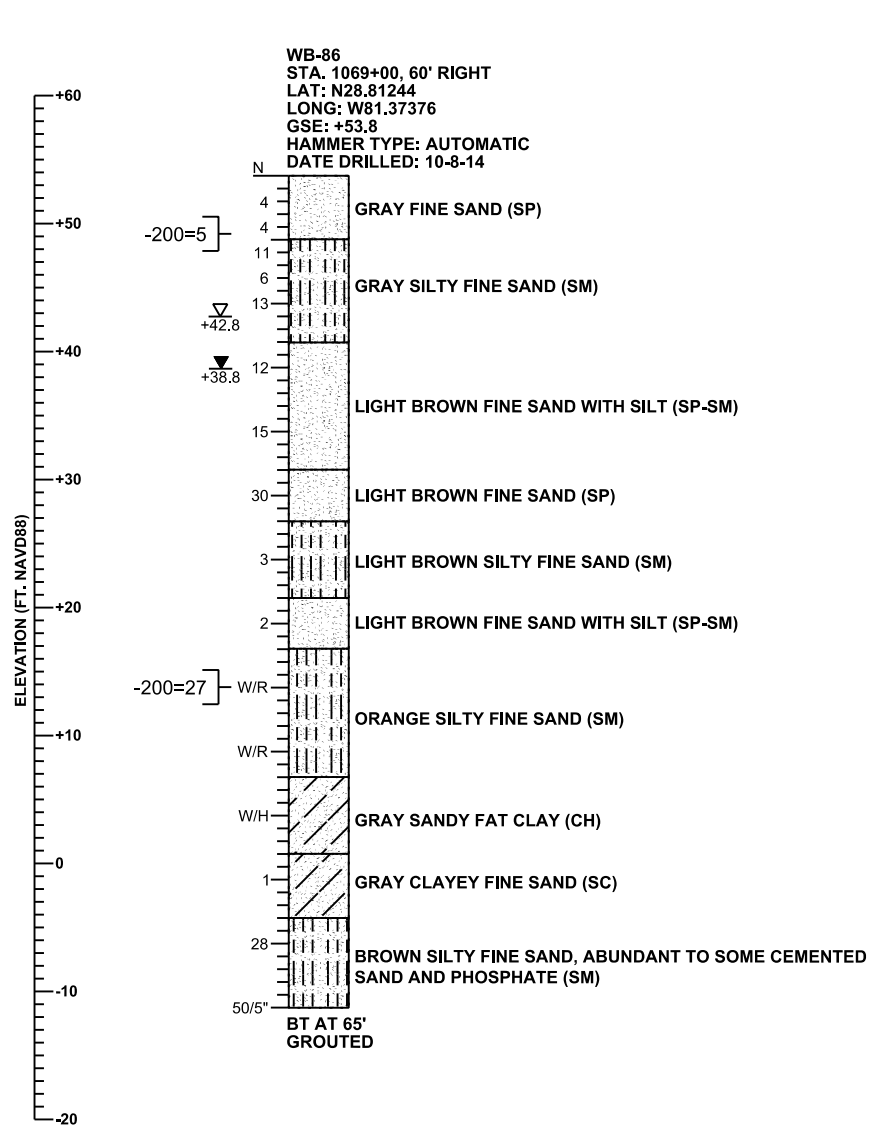 WB-86
STA. 1069+00, 60' RIGHT
LAT: N28.81244
LONG: W81.37376
GSE: +53.8
HAMMER TYPE: AUTOMATIC
DATE DRILLED: 10-8-14
N
+60
4
GRAY FINE SAND (SP)
+50
4
-200=5
11
6
GRAY SILTY FINE SAND (SM)
13
+42.8
+40
12
+38.8
LIGHT BROWN FINE SAND WITH SILT (SP-SM)
15
+30
30
LIGHT BROWN FINE SAND (SP)
3
LIGHT BROWN SILTY FINE SAND (SM)
+20
2
LIGHT BROWN FINE SAND WITH SILT (SP-SM)
ELEVATION (FT. NAVD88)
-200=27
W/R
ORANGE SILTY FINE SAND (SM)
+10
W/R
W/H
GRAY SANDY FAT CLAY (CH)
0
1
GRAY CLAYEY FINE SAND (SC)
28
BROWN SILTY FINE SAND, ABUNDANT TO SOME CEMENTED
SAND AND PHOSPHATE (SM)
-10
50/5"
BT AT 65'
GROUTED
-20